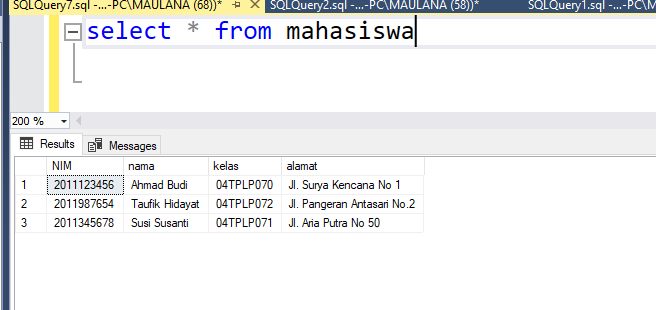 SQLQuery7.sql -...-PC\MAULANA (68))* SQLQuery2.sql -...-PC\MAULANA (58))* SQLQuery1.sql -...-PC\MAULA
select * from mahasiswa
200 %
Results Messages
NIM nama kelas alamat
1 2011123456 Ahmad Budi 04TPLP070 Jl. Surya Kencana No 1
2 2011987654 Taufik Hidayat 04TPLP072 Jl. Pangeran Antasari No.2
3 2011345678 Susi Susanti 04TPLP071 Jl. Aria Putra No 50